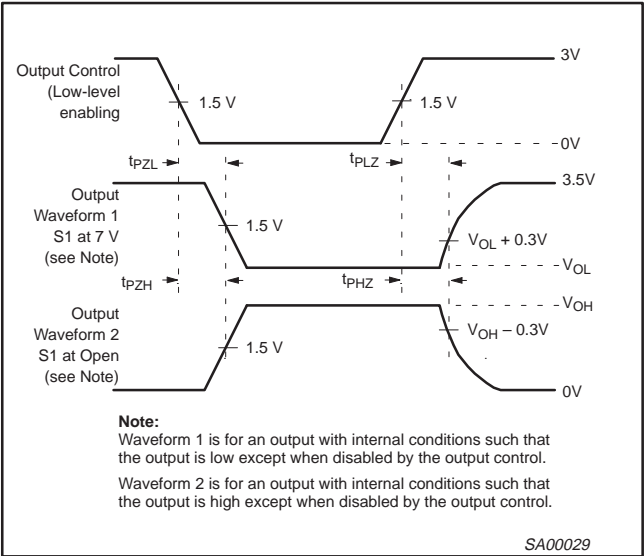 3V
Output Control
(Low-level
enabling
1.5 V
1.5 V
0V
tPZL
tPLZ
3.5V
Output
Waveform 1
S1 at 7 V
(see Note)
1.5 V
VOL + 0.3V
VOL
tPZH
tPHZ
VOH
Output
Waveform 2
S1 at Open
(see Note)
VOH – 0.3V
1.5 V
0V
Note:
Waveform 1 is for an output with internal conditions such that
the output is low except when disabled by the output control.
Waveform 2 is for an output with internal conditions such that
the output is high except when disabled by the output control.
SA00029